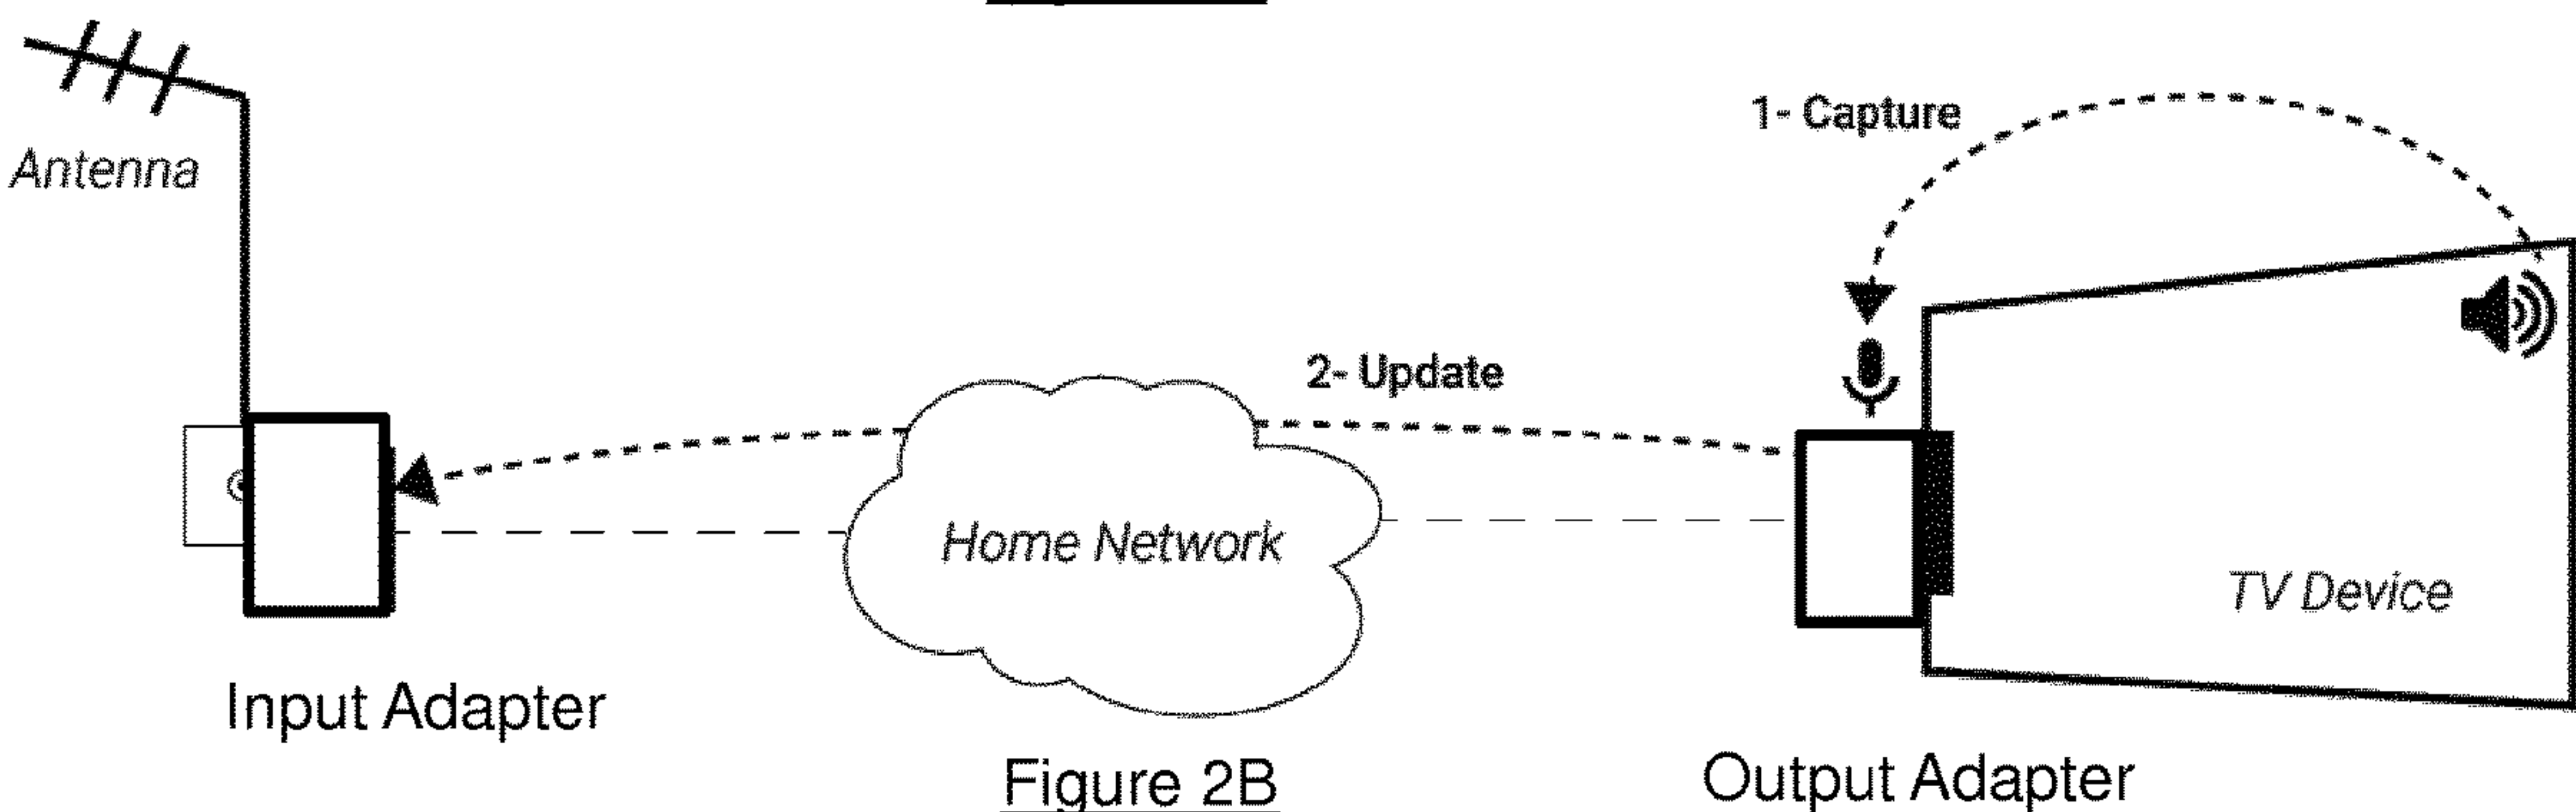 1- Capture
Antenna
2- Update
Home Network
TV Device
Input Adapter
Output Adapter
Figure 2B